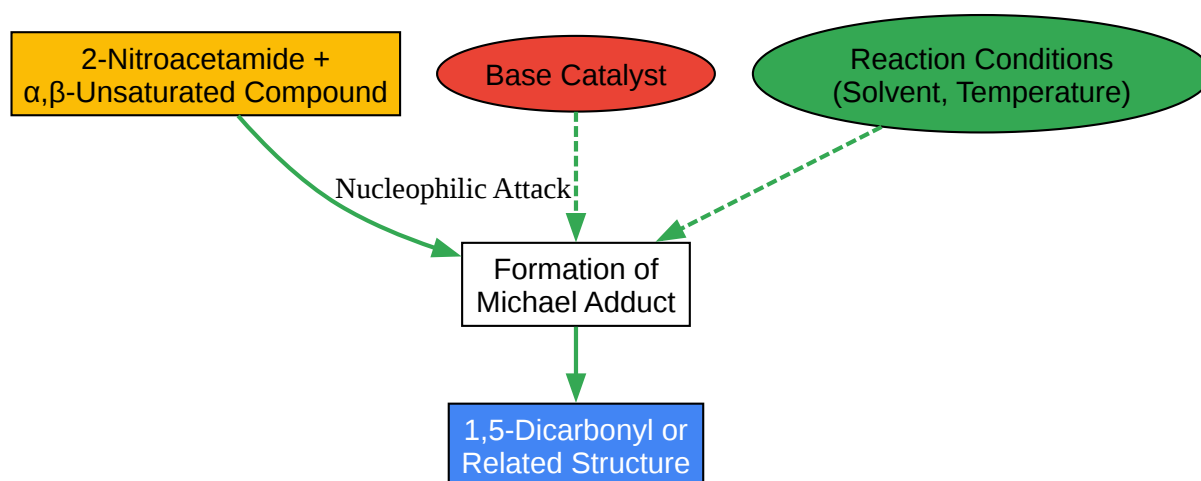 2-Nitroacetamide +
α,β-Unsaturated Compound
Base Catalyst
Reaction Conditions
(Solvent, Temperature)
Nucleophilic Attack
Formation of
Michael Adduct
1,5-Dicarbonyl or
Related Structure